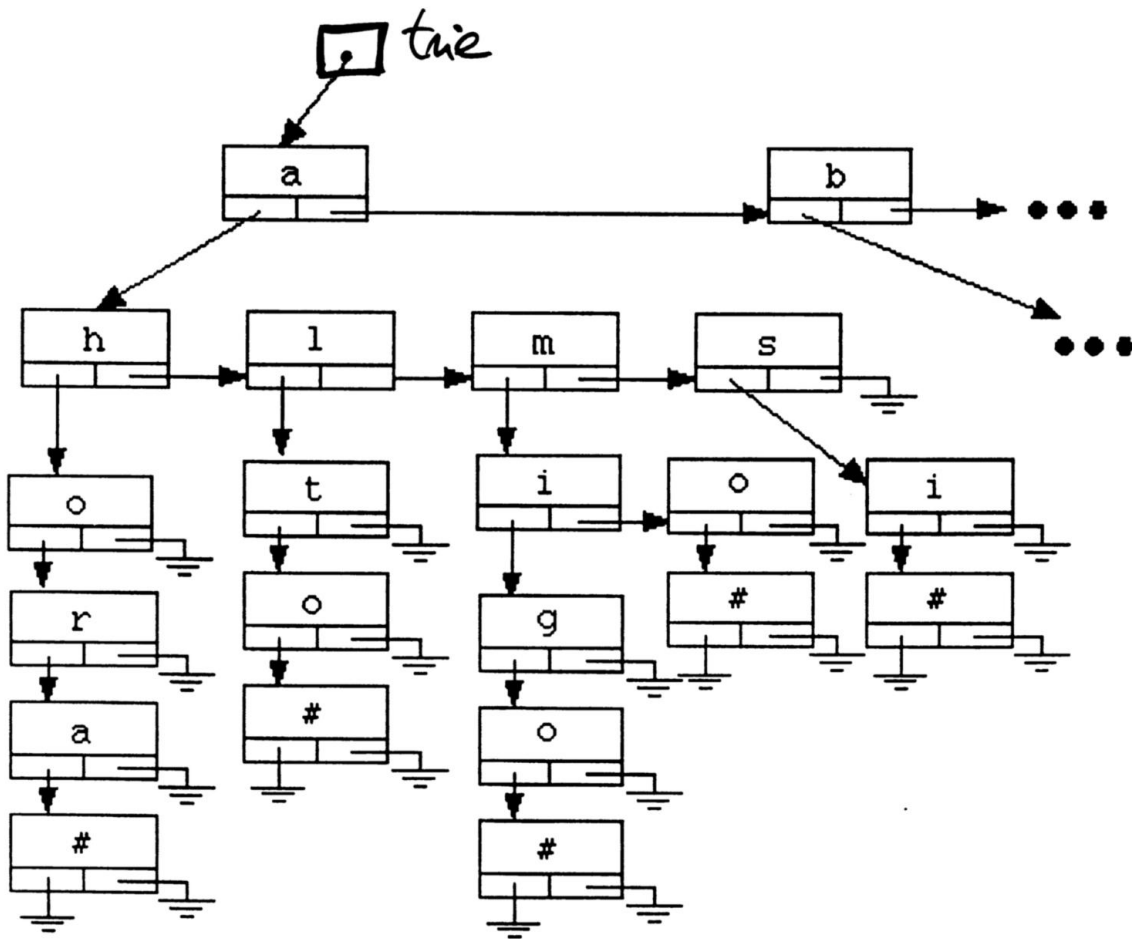 trie
a b •••
h l m s •••
o t i o i
r o g # #
a # o
# #